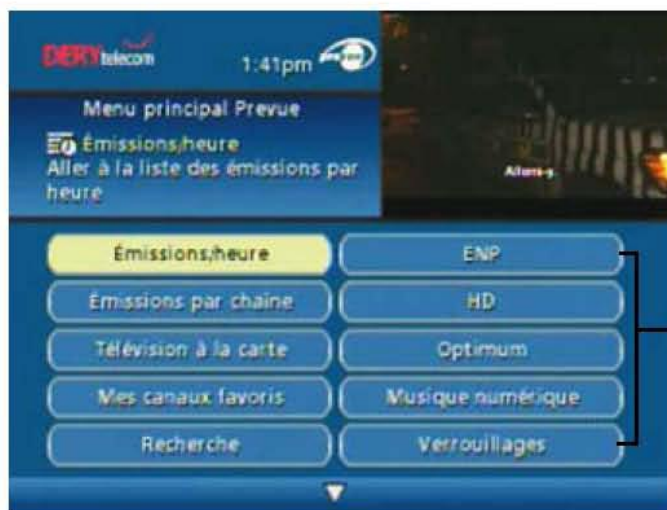 DERYtelecom
1:41pm
Menu principal Prevue
Émissions/heure
Aller à la liste des émissions par
heure
Allons-y.
Émissions/heure
ENP
Émissions par chaîne
HD
Télévision à la carte
Optimum
Mes canaux favoris
Musique numérique
Recherche
Verrouillages